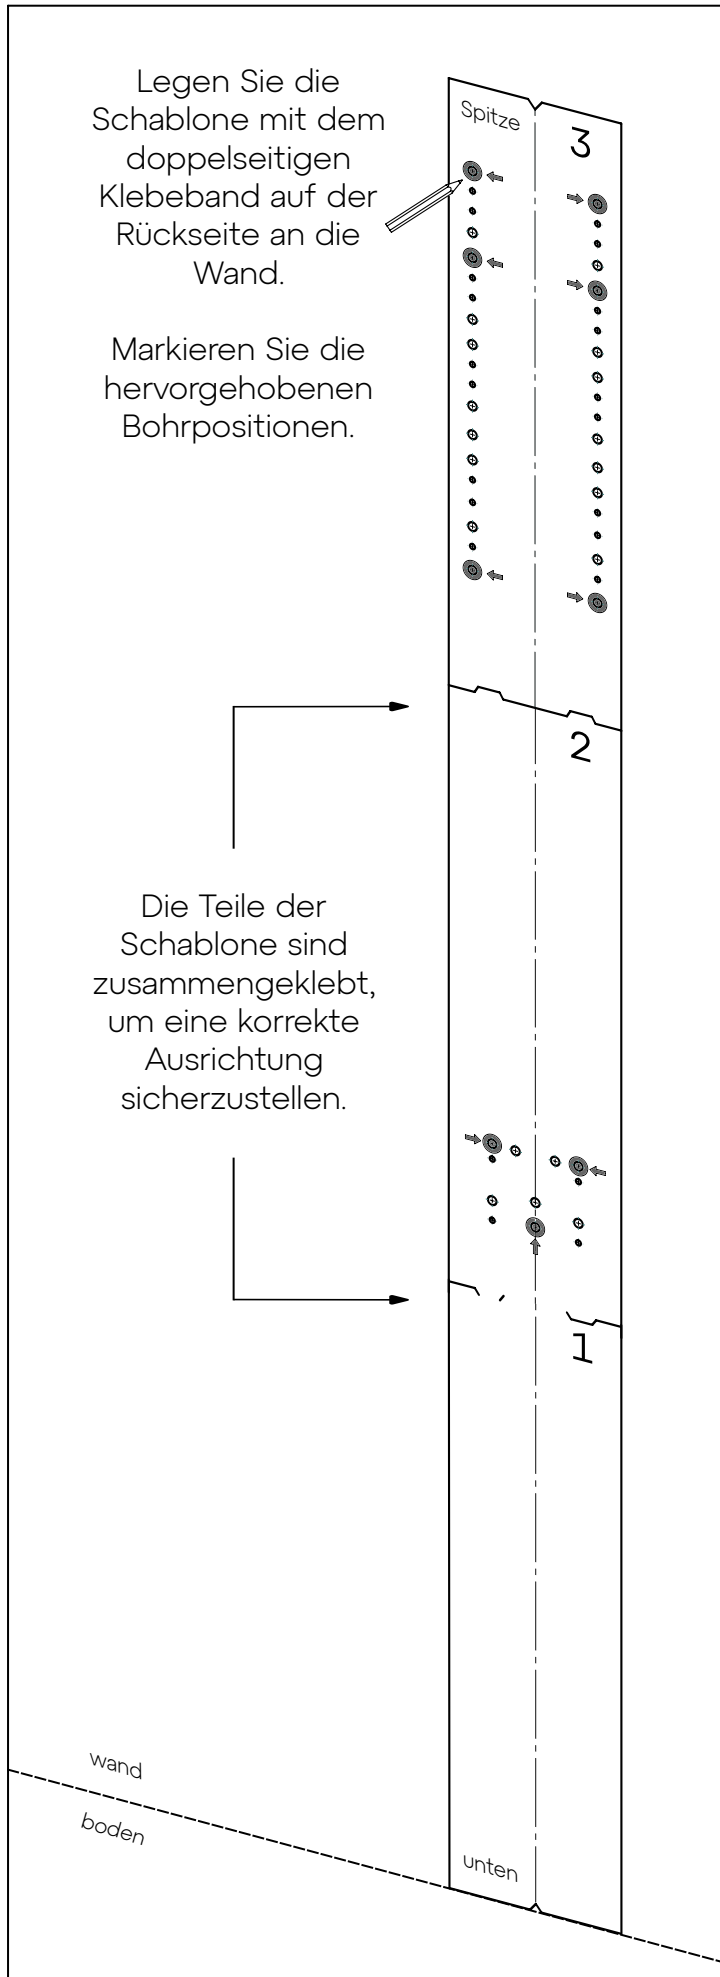 Legen Sie die
Schablone mit dem
doppelseitigen
Klebeband auf der
Rückseite an die
Wand.
Markieren Sie die
hervorgehobenen
Bohrpositionen.
Spitze
3
2
Die Teile der
Schablone sind
zusammengeklebt,
um eine korrekte
Ausrichtung
sicherzustellen.
1
wand
boden
unten